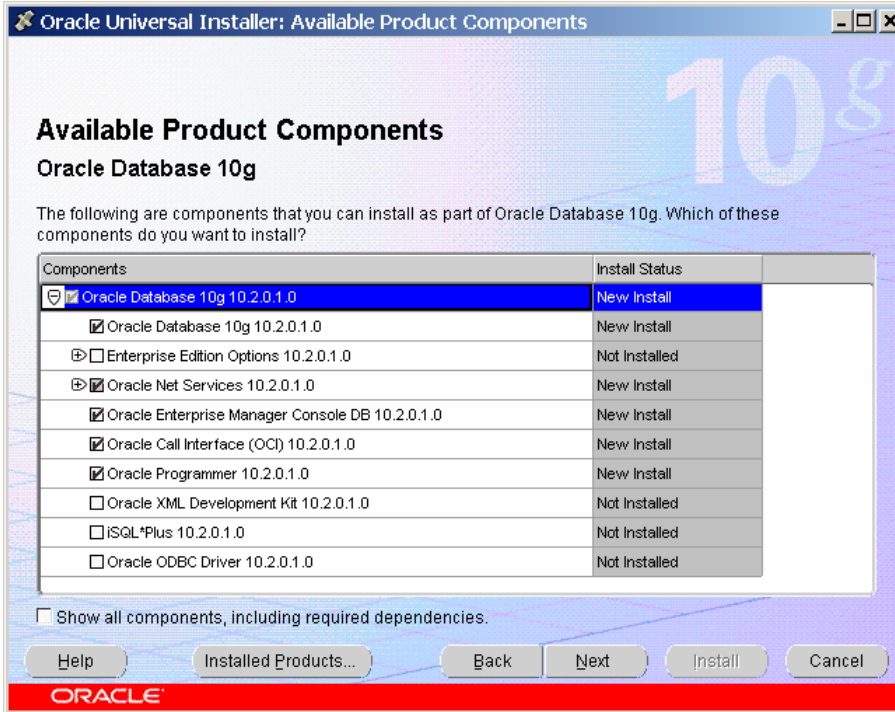 Oracle Universal Installer: Available Product Components
10g
Available Product Components
Oracle Database 10g
The following are components that you can install as part of Oracle Database 10g. Which of these
components do you want to install?
Components Install Status
Oracle Database 10g 10.2.0.1.0 New Install
Oracle Database 10g 10.2.0.1.0 New Install
Enterprise Edition Options 10.2.0.1.0 Not Installed
Oracle Net Services 10.2.0.1.0 New Install
Oracle Enterprise Manager Console DB 10.2.0.1.0 New Install
Oracle Call Interface (OCI) 10.2.0.1.0 New Install
Oracle Programmer 10.2.0.1.0 New Install
Oracle XML Development Kit 10.2.0.1.0 Not Installed
iSQL*Plus 10.2.0.1.0 Not Installed
Oracle ODBC Driver 10.2.0.1.0 Not Installed
Show all components, including required dependencies.
Help Installed Products... Back Next Install Cancel
ORACLE